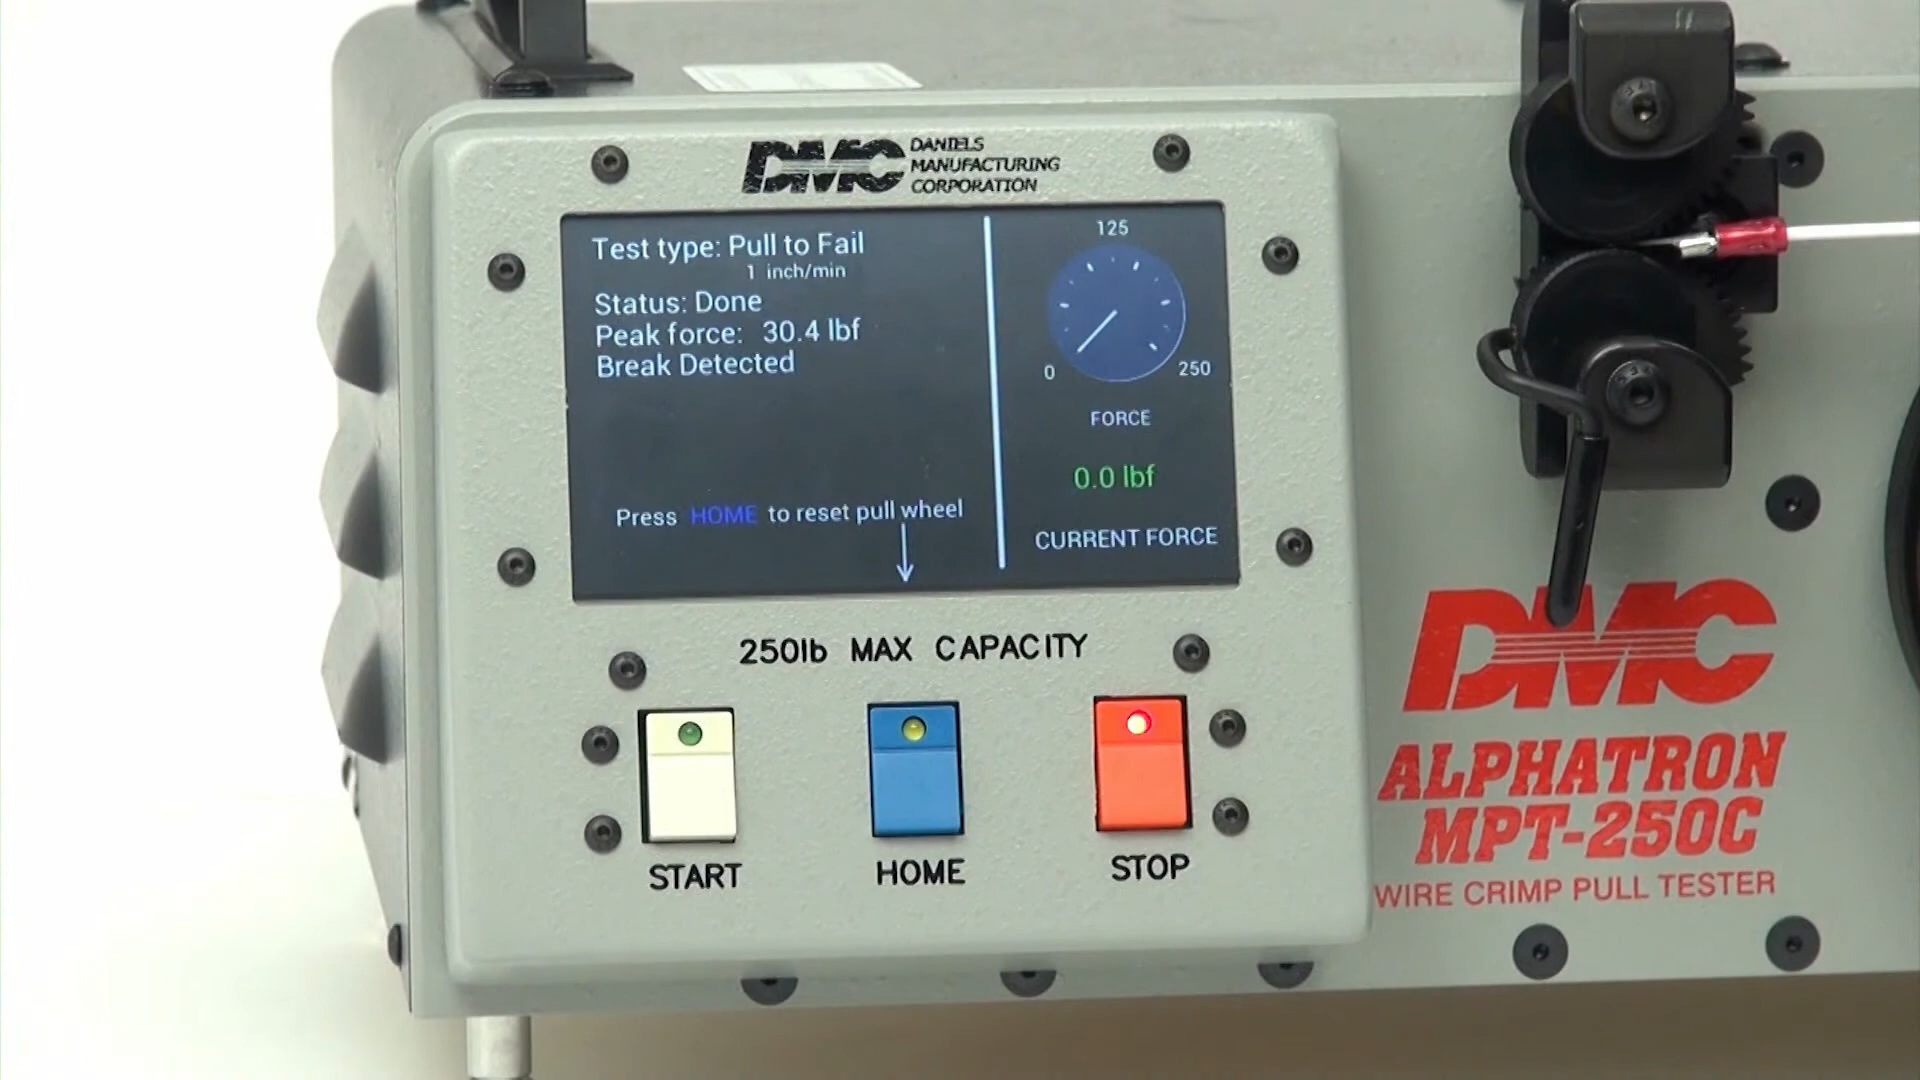 DMC DANIELS
MANUFACTURING
CORPORATION
Test type: Pull to Fail
1 inch/min
Status: Done
Peak force: 30.4 lbf
Break Detected
Press HOME to reset pull wheel
125
0
250
FORCE
0.0 lbf
CURRENT FORCE
250lb MAX CAPACITY
START
HOME
STOP
DMC
ALPHATRON
MPT-250C
WIRE CRIMP PULL TESTER